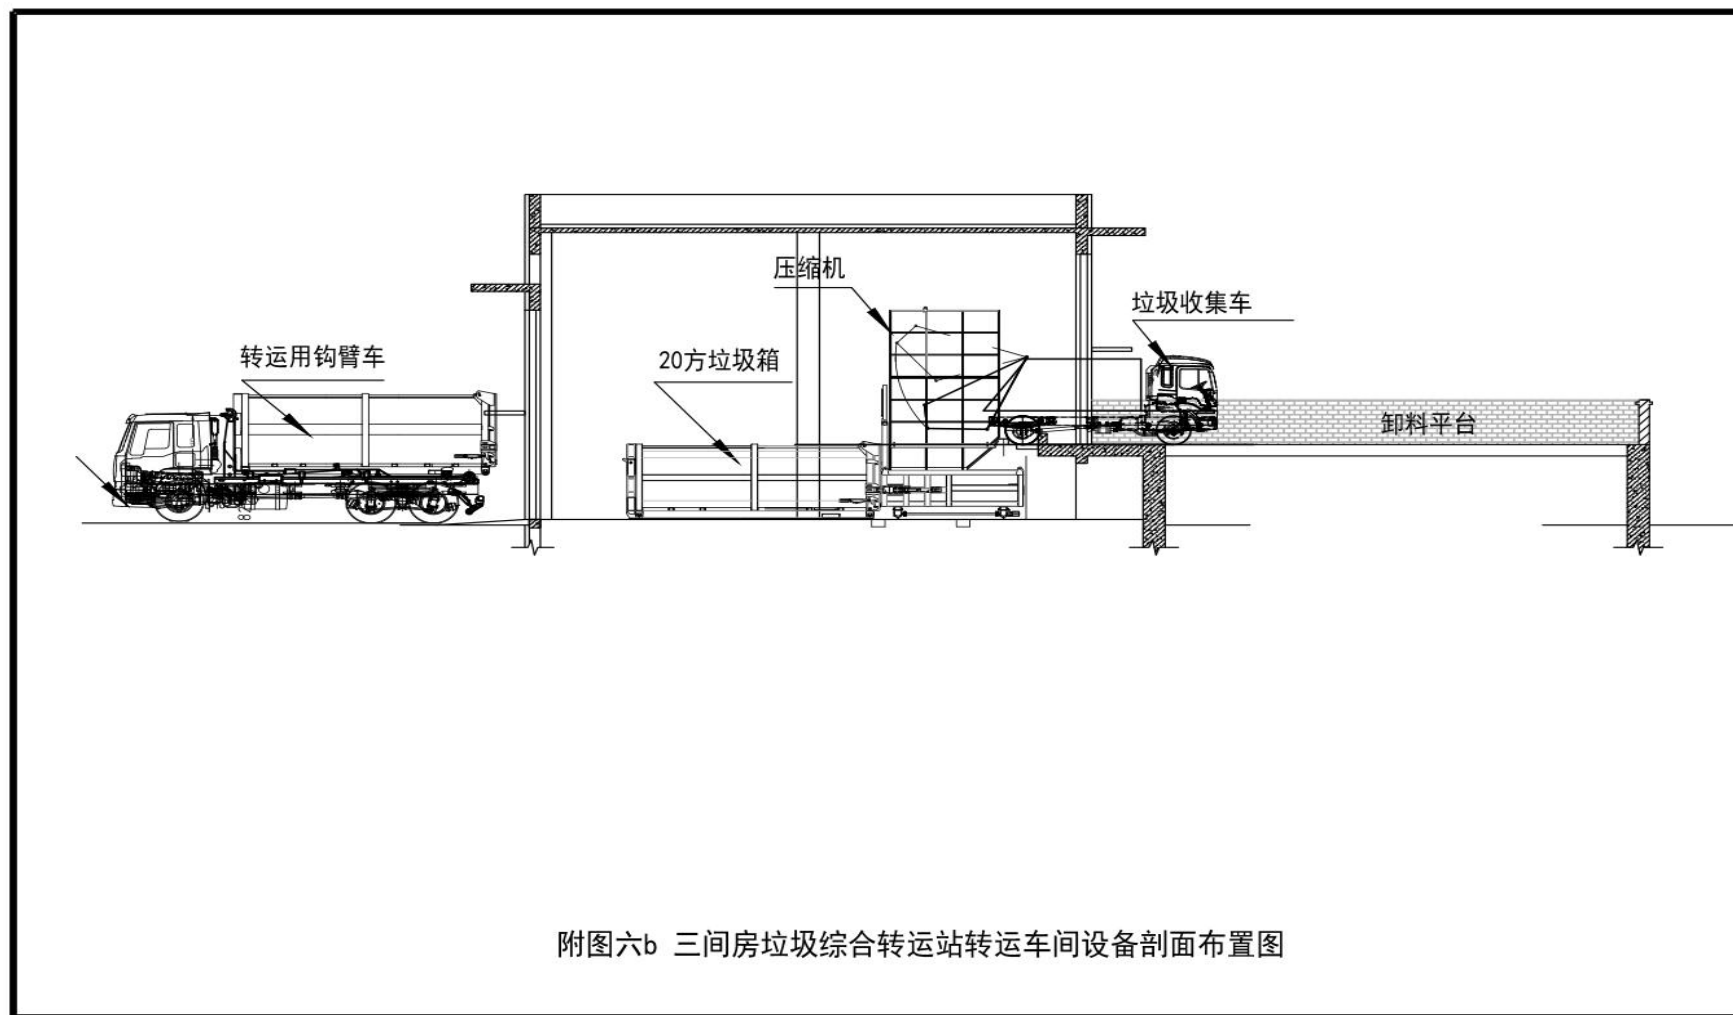 压缩机
垃圾收集车
转运用钩臂车
20方垃圾箱
卸料平台
附图六b 三间房垃圾综合转运站转运车间设备剖面布置图